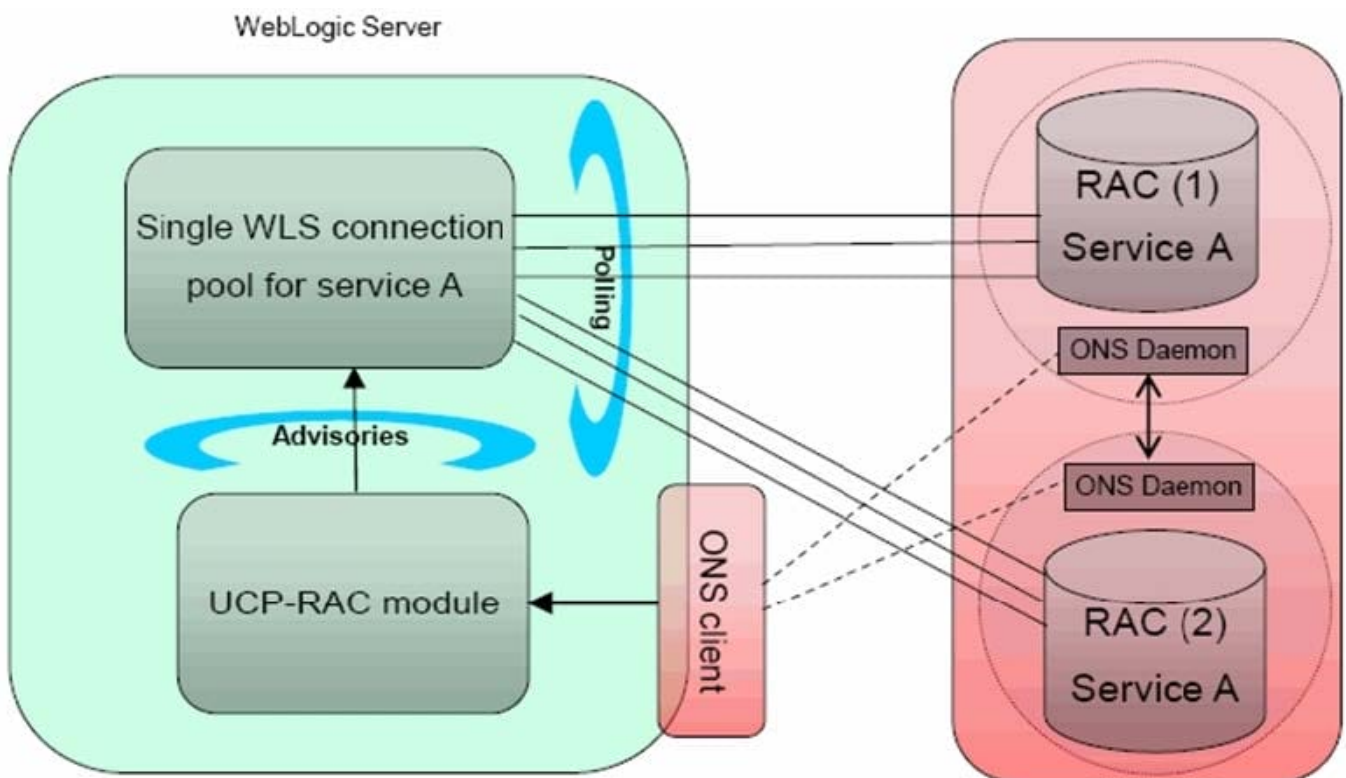 WebLogic Server
Single WLS connection
pool for service A
Polling
Advisories
UCP-RAC module
ONS client
RAC (1)
Service A
ONS Daemon
ONS Daemon
RAC (2)
Service A